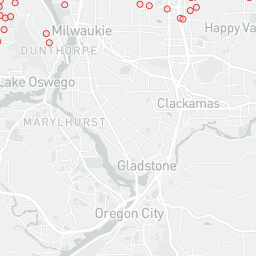 Milwaukie
Happy Va
DUNTHORPE
Lake Oswego
Clackamas
MARYLHURST
Gladstone
Oregon City